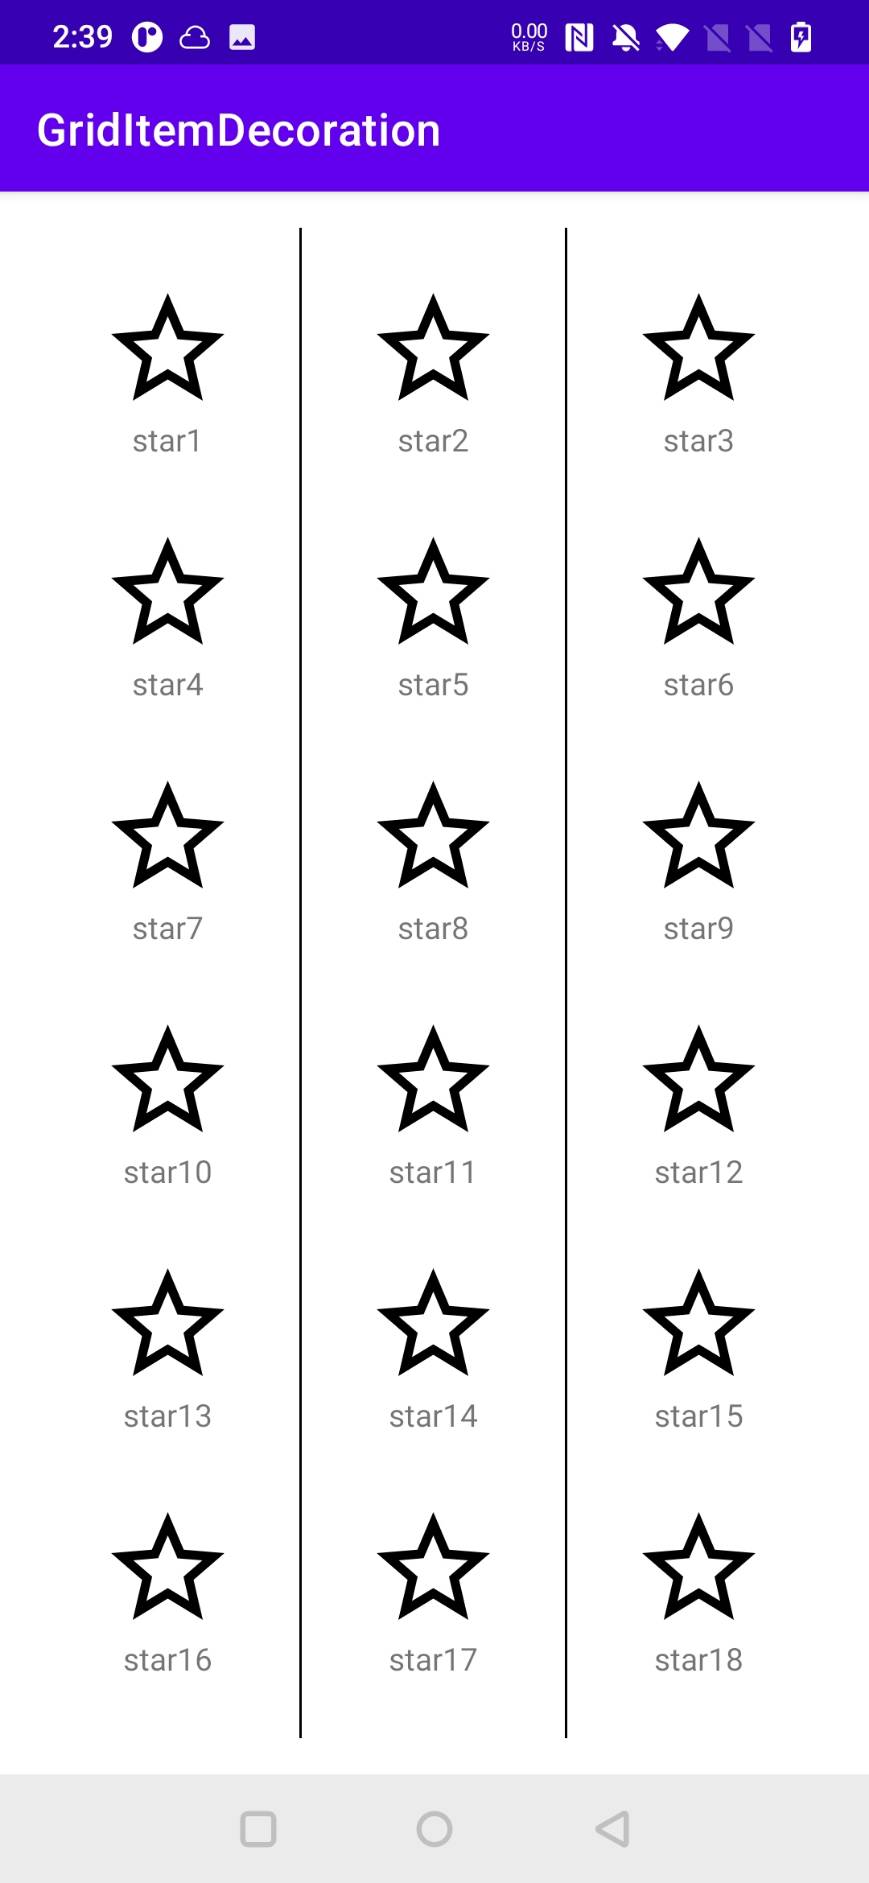 2:39 0.00 KB/S
GridItemDecoration
star1 star2 star3
star4 star5 star6
star7 star8 star9
star10 star11 star12
star13 star14 star15
star16 star17 star18